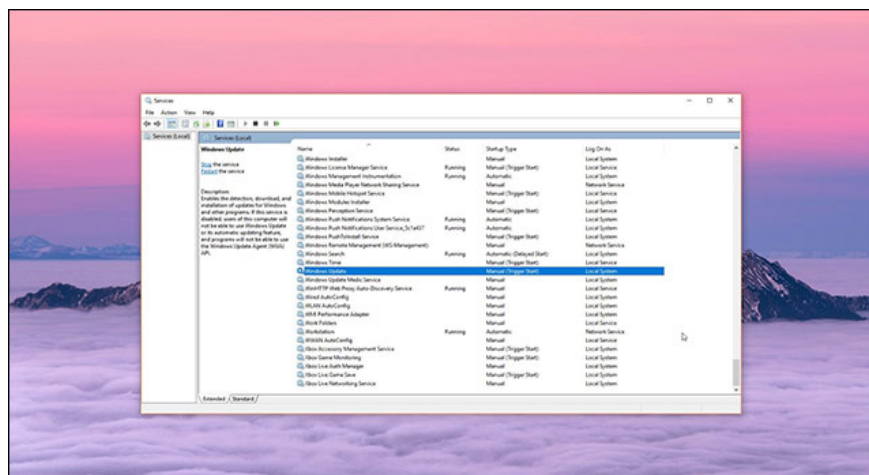 Services
File Action View Help
Services (Local)
Services (Local)
Windows Update
Stop the service
Restart the service
Description:
Enables the detection, download, and
installation of updates for Windows
and other programs. If this service is
disabled, users of this computer will
not be able to use Windows Update
or its automatic updating feature,
and programs will not be able to use
the Windows Update Agent (WUA)
API.
Name Status Startup Type Log On As
Windows Installer Manual Local System
Windows License Manager Service Running Manual (Trigger Start) Local Service
Windows Management Instrumentation Running Automatic Local System
Windows Media Player Network Sharing Service Manual Network Service
Windows Mobile Hotspot Service Manual (Trigger Start) Local Service
Windows Modules Installer Manual Local System
Windows Perception Service Manual (Trigger Start) Local Service
Windows Push Notifications System Service Running Automatic Local System
Windows Push Notifications User Service_5c1a437 Running Automatic Local System
Windows PushToInstall Service Manual (Trigger Start) Local System
Windows Remote Management (WS-Management) Manual Network Service
Windows Search Running Automatic (Delayed Start) Local System
Windows Time Manual (Trigger Start) Local Service
Windows Update Manual (Trigger Start) Local System
Windows Update Medic Service Manual Local System
WinHTTP Web Proxy Auto-Discovery Service Running Manual Local Service
Wired AutoConfig Manual Local System
WLAN AutoConfig Manual Local System
WMI Performance Adapter Manual Local System
Work Folders Manual Local Service
Workstation Running Automatic Network Service
WWAN AutoConfig Manual Local Service
Xbox Accessory Management Service Manual (Trigger Start) Local System
Xbox Game Monitoring Manual (Trigger Start) Local System
Xbox Live Auth Manager Manual Local System
Xbox Live Game Save Manual (Trigger Start) Local System
Xbox Live Networking Service Manual Local System
Extended Standard